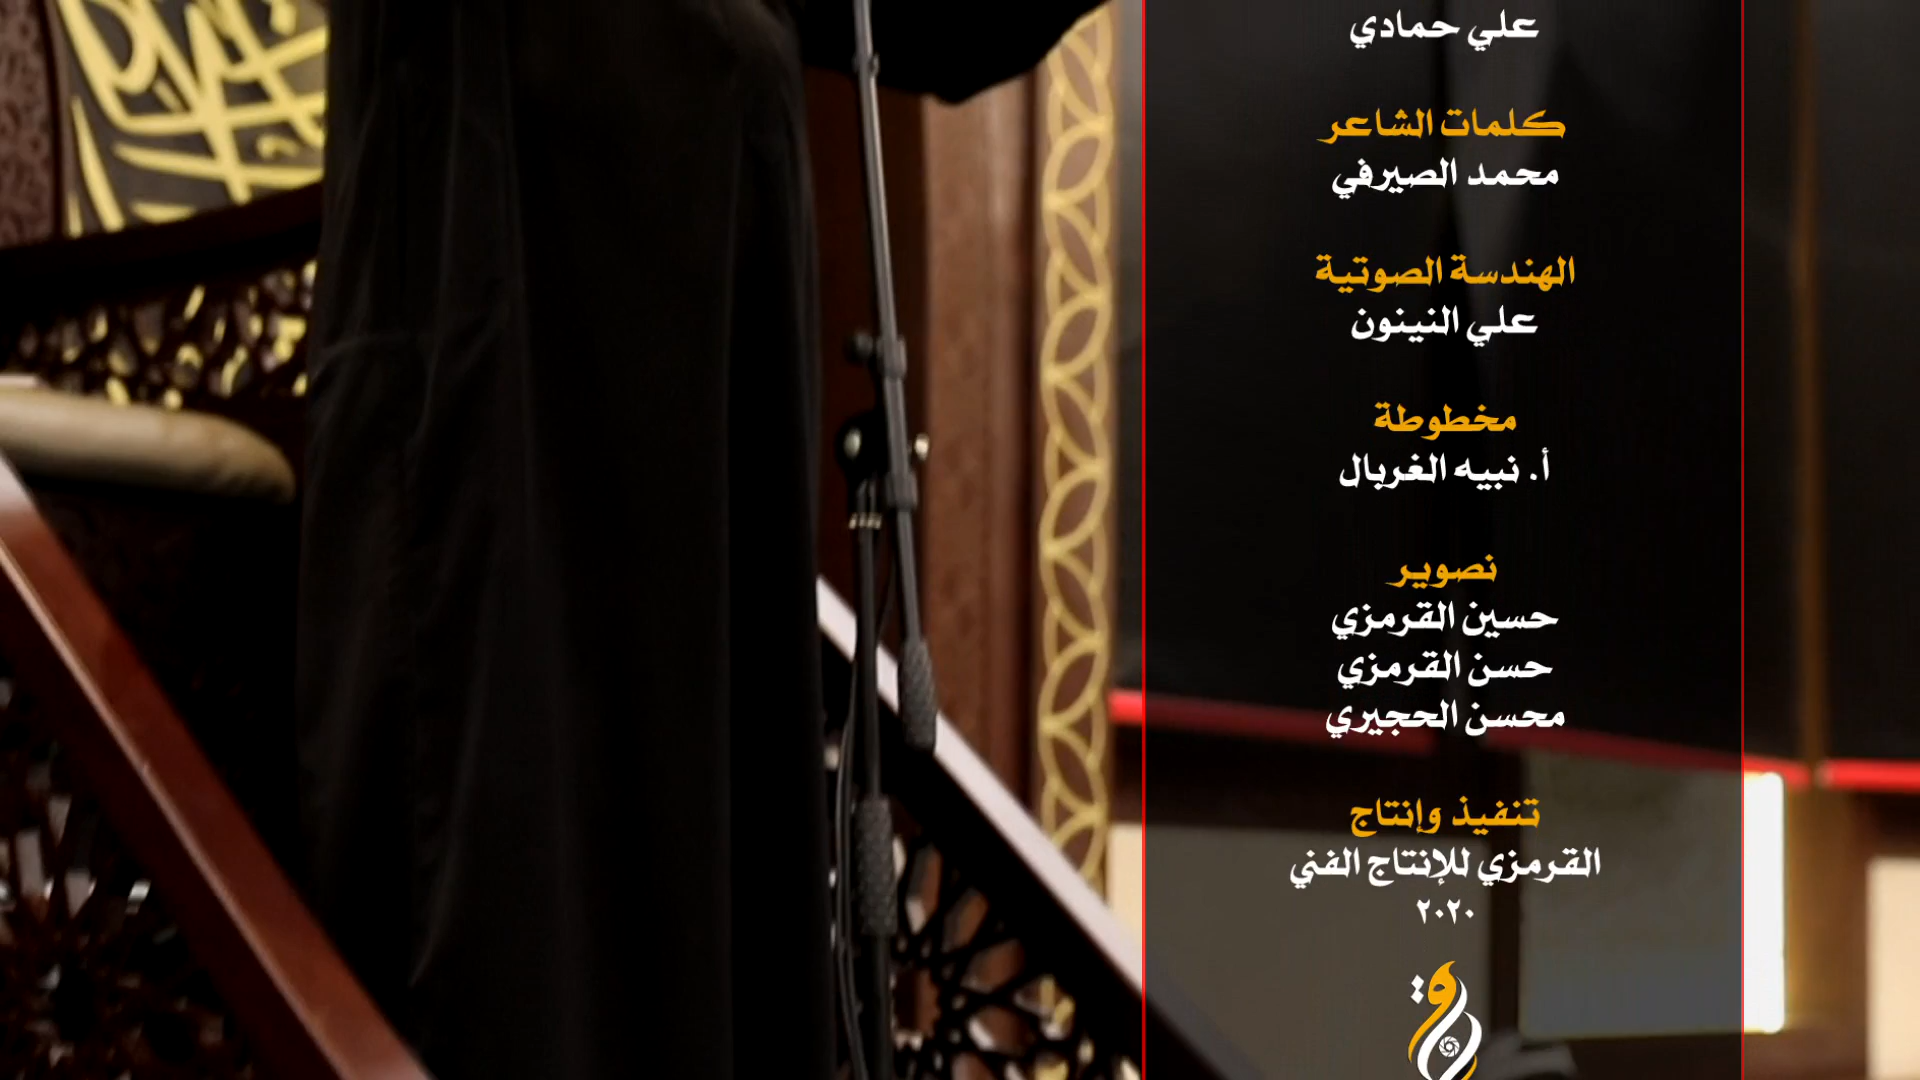 علي حمادي
كلمات الشاعر
محمد الصيرفي
الهندسة الصوتية
علي النينون
مخطوطة
أ. نبيه الغربال
تصوير
حسين القرمزي
حسن القرمزي
محسن الحجيري
تنفيذ وإنتاج
القرمزي للإنتاج الفني
٢٠٢٠